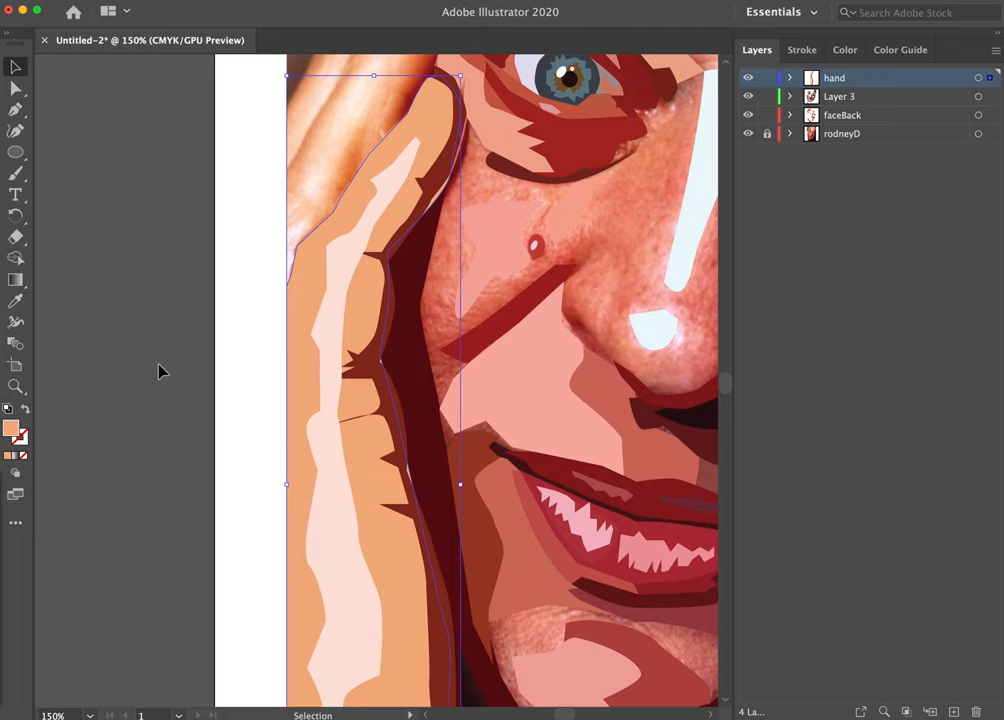 Adobe Illustrator 2020
Essentials
Search Adobe Stock
Untitled-2* @ 150% (CMYK/GPU Preview)
Layers Stroke Color Color Guide
hand
Layer 3
faceBack
rodneyD
150% 1 Selection 4 La...